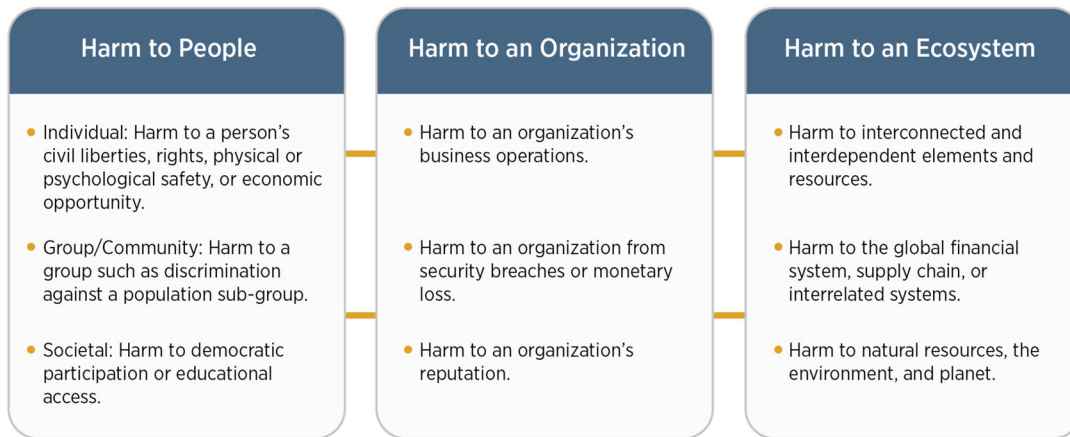 Harm to People
• Individual: Harm to a person’s
civil liberties, rights, physical or
psychological safety, or economic
opportunity.
• Group/Community: Harm to a
group such as discrimination
against a population sub-group.
• Societal: Harm to democratic
participation or educational
access.
Harm to an Organization
• Harm to an organization’s
business operations.
• Harm to an organization from
security breaches or monetary
loss.
• Harm to an organization’s
reputation.
Harm to an Ecosystem
• Harm to interconnected and
interdependent elements and
resources.
• Harm to the global financial
system, supply chain, or
interrelated systems.
• Harm to natural resources, the
environment, and planet.